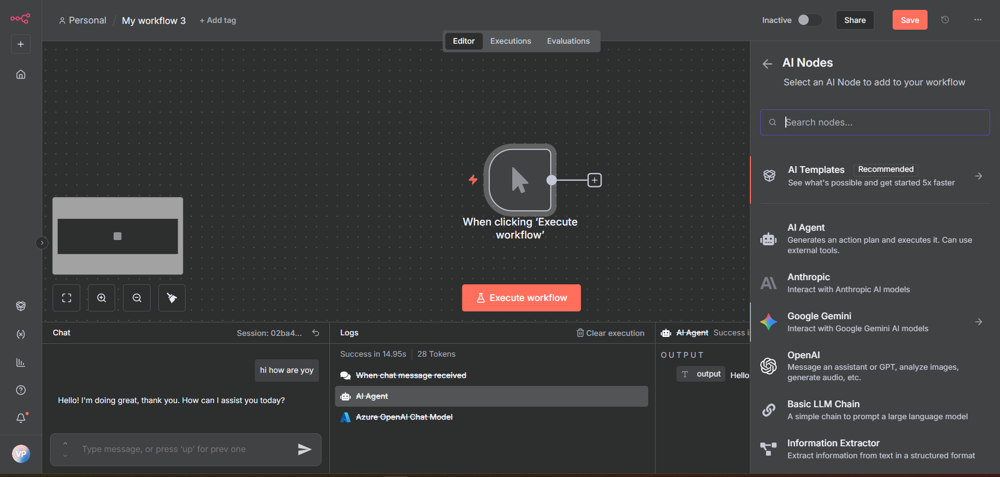 Personal / My workflow 3 + Add tag
Inactive Share Save
Editor Executions Evaluations
When clicking ‘Execute
workflow’
Execute workflow
Chat
Session: 02ba4...
hi how are yoy
Hello! I'm doing great, thank you. How can I assist you today?
Type message, or press ‘up’ for prev one
VP
Logs
Clear execution
Success in 14.95s 28 Tokens
When chat message received
AI Agent
Azure OpenAI Chat Model
AI Agent Success i
OUTPUT
T output Hello
AI Nodes
Select an AI Node to add to your workflow
Search nodes...
AI Templates Recommended
See what's possible and get started 5x faster
AI Agent
Generates an action plan and executes it. Can use
external tools.
Anthropic
Interact with Anthropic AI models
Google Gemini
Interact with Google Gemini AI models
OpenAI
Message an assistant or GPT, analyze images,
generate audio, etc.
Basic LLM Chain
A simple chain to prompt a large language model
Information Extractor
Extract information from text in a structured format